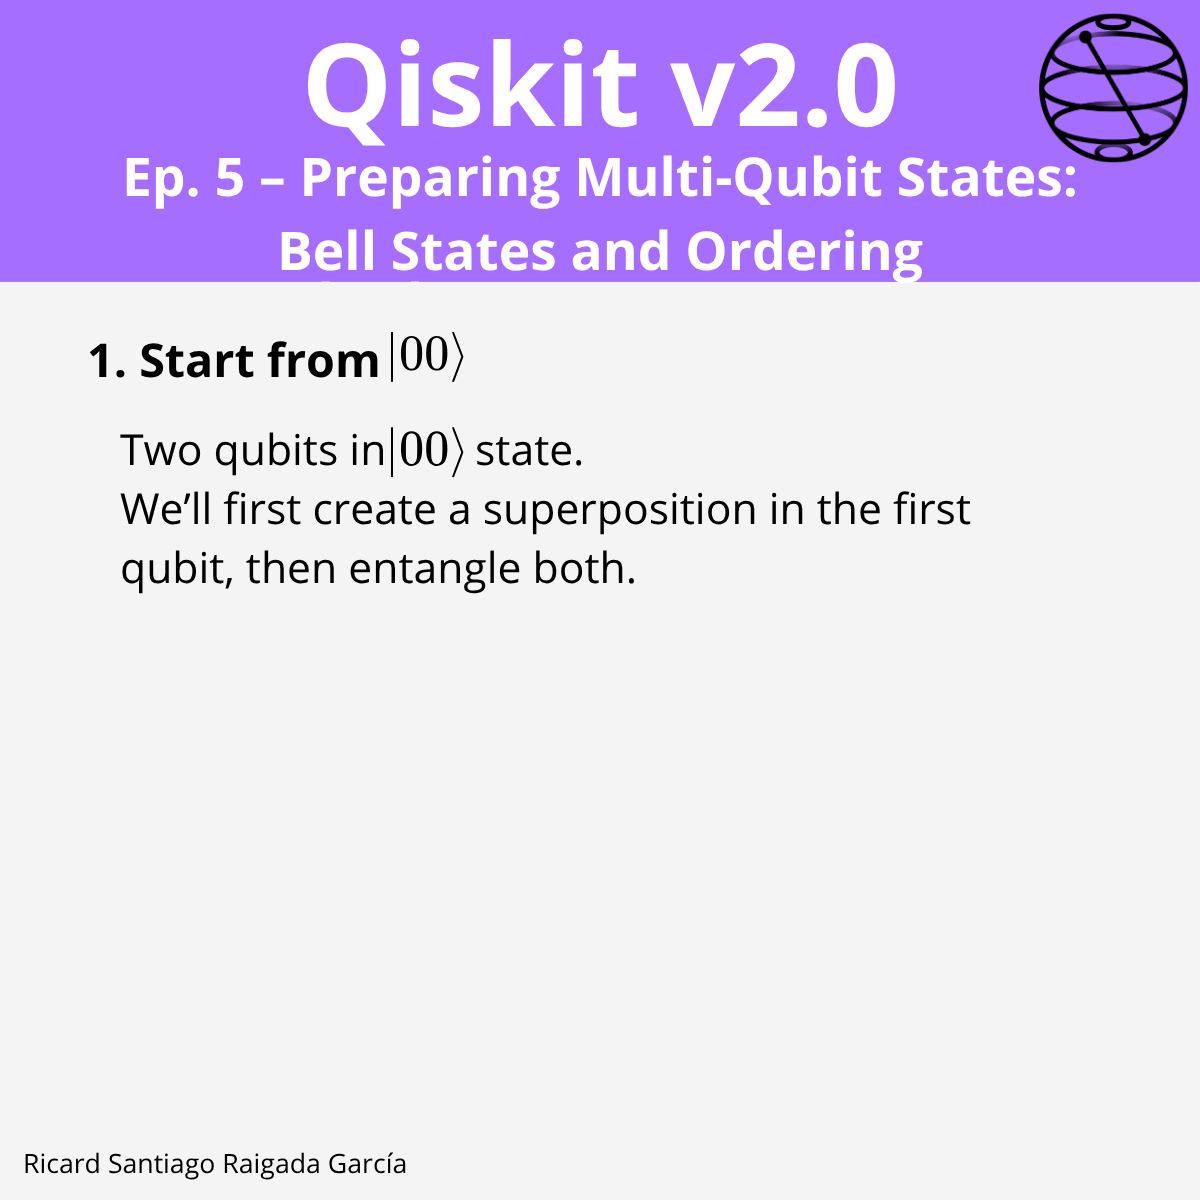 Qiskit v2.0
Ep. 5 – Preparing Multi-Qubit States:
Bell States and Ordering
1. Start from |00⟩
Two qubits in|00⟩ state.
We’ll first create a superposition in the first
qubit, then entangle both.
Ricard Santiago Raigada García